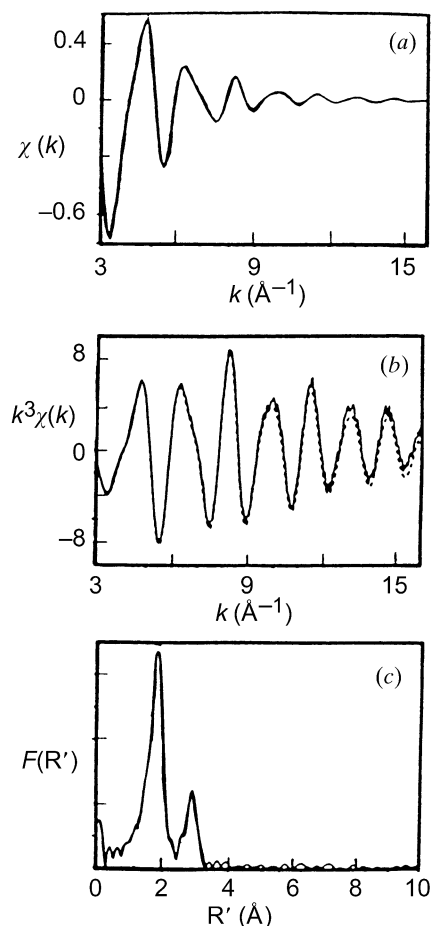 (a)
0.4
0
χ (k)
–0.6
3 9 15
k (Å–1)
(b)
8
k3χ(k)
0
–8
3 9 15
k (Å–1)
(c)
F(R')
0 2 4 6 8 10
R' (Å)